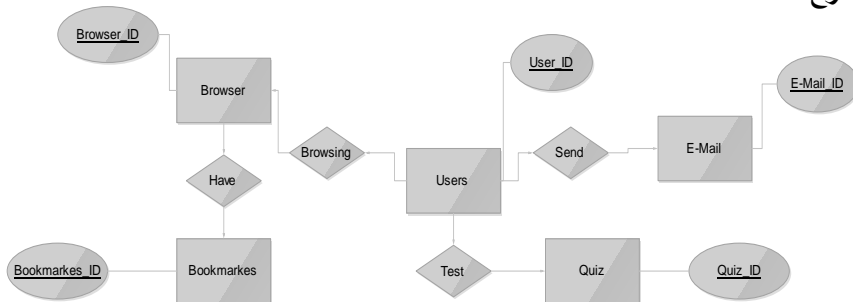 Browser_ID
Browser
User_ID
E-Mail_ID
Browsing
Send
E-Mail
Users
Have
Bookmarkes_ID
Bookmarkes
Test
Quiz
Quiz_ID